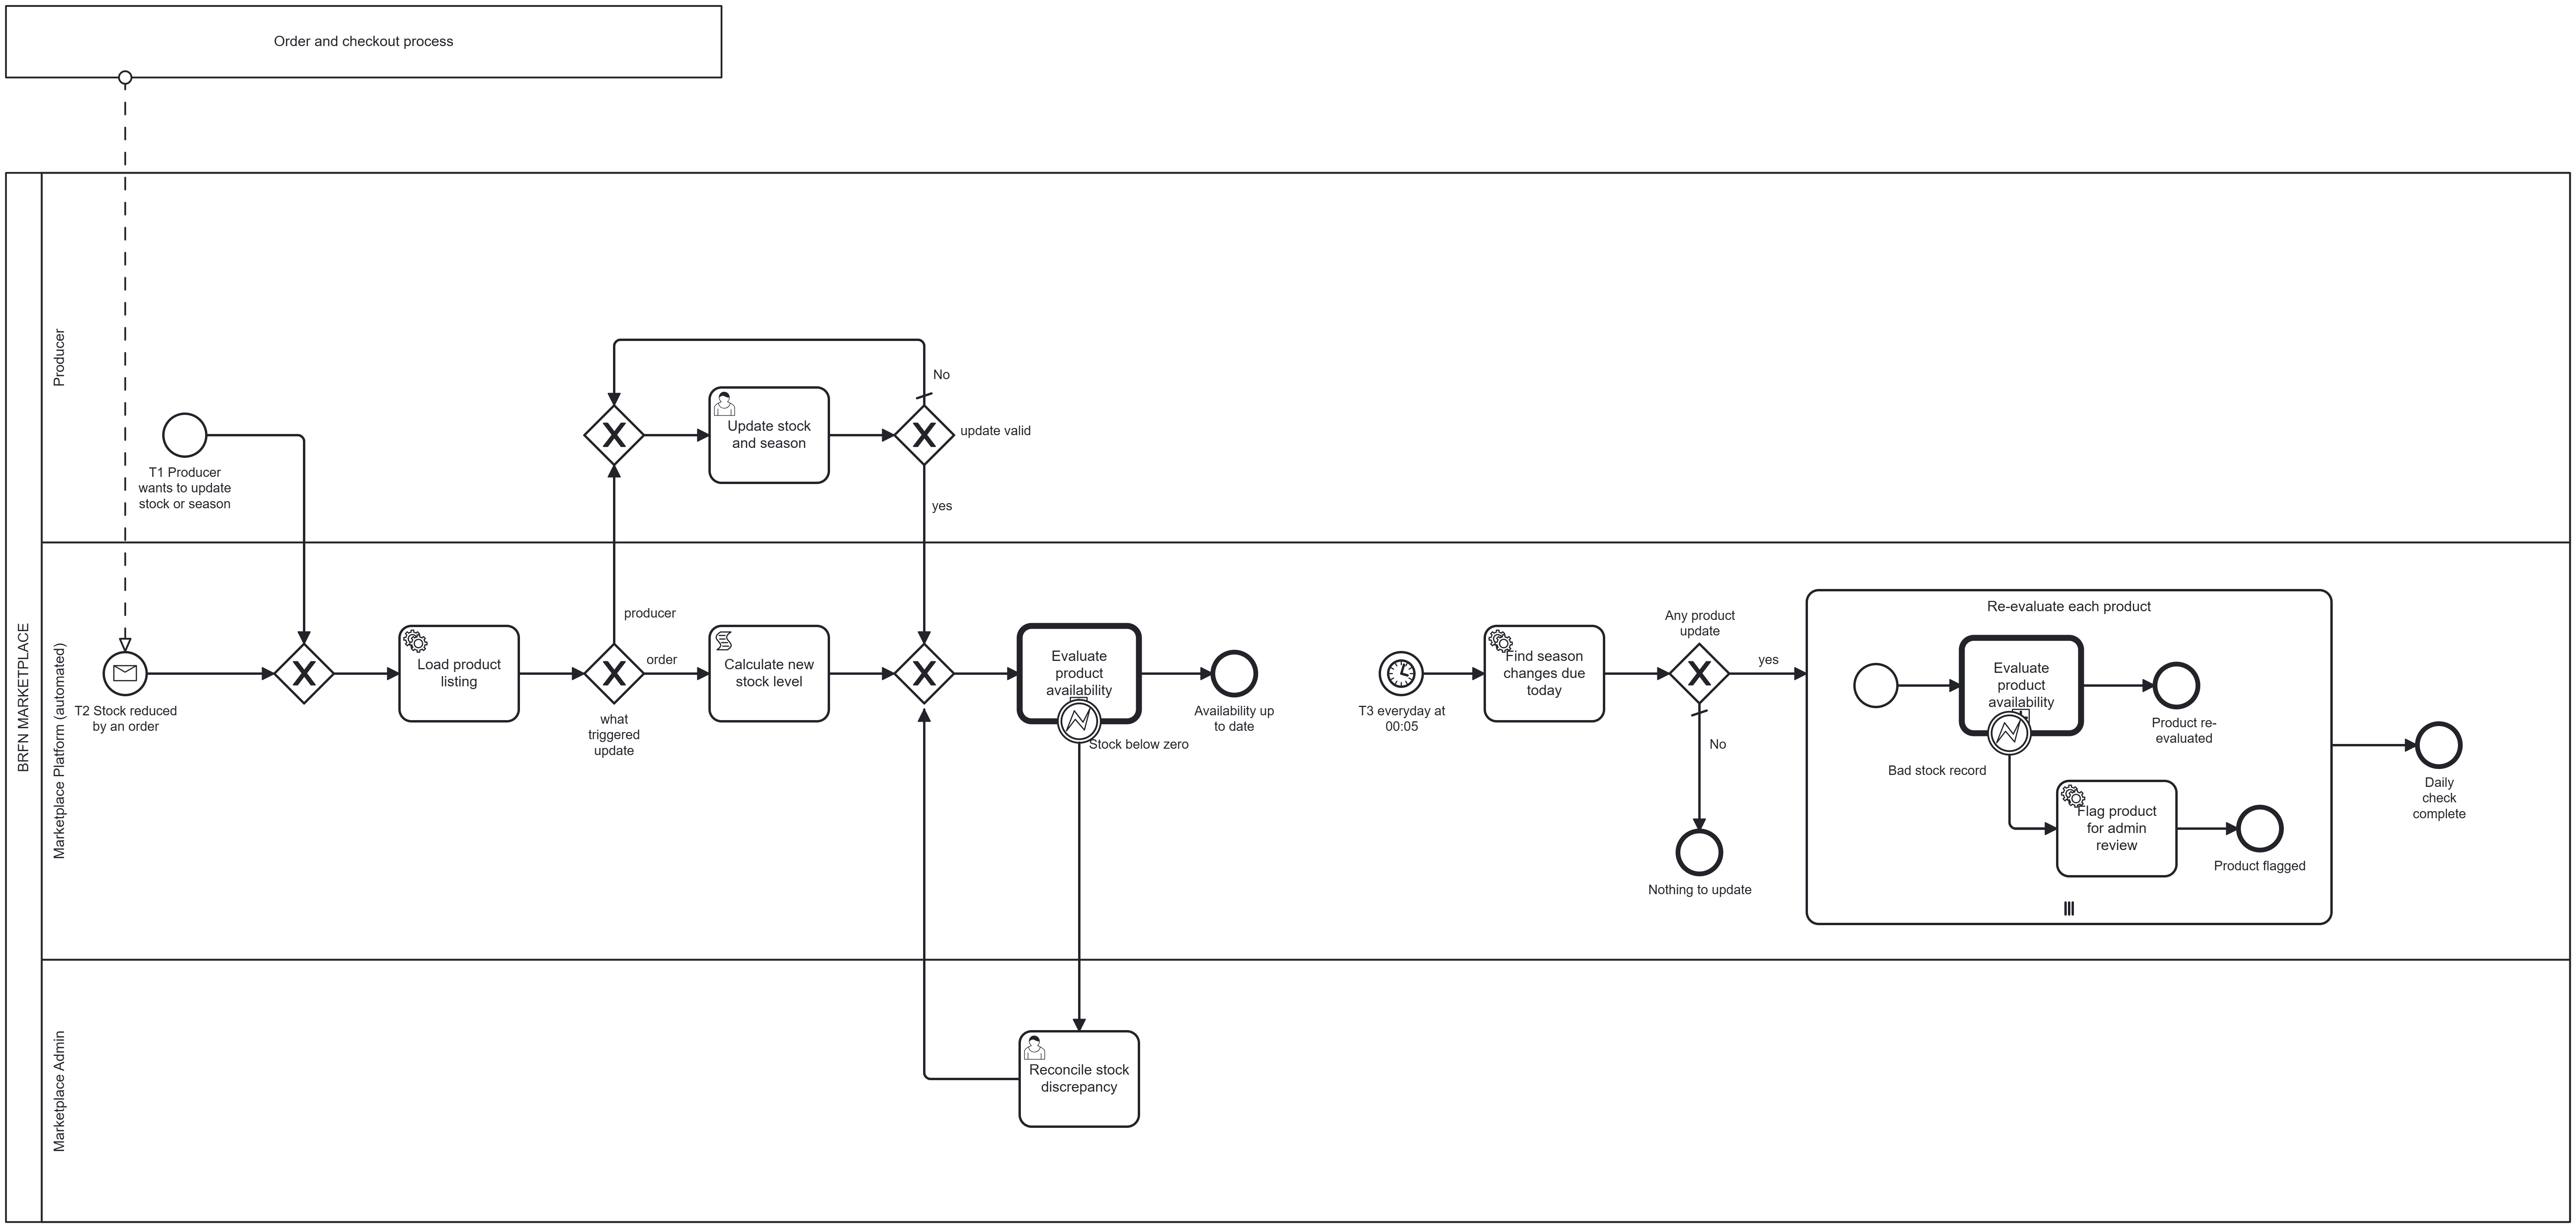 Order and checkout process
BRFN MARKETPLACE
Producer
T1 Producer
wants to update
stock or season
Update stock
and season
No
update valid
yes
Marketplace Platform (automated)
T2 Stock reduced
by an order
Load product
listing
producer
order
what
triggered
update
Calculate new
stock level
Evaluate
product
availability
Stock below zero
Availability up
to date
T3 everyday at
00:05
Find season
changes due
today
Any product
update
yes
No
Nothing to update
Re-evaluate each product
Evaluate
product
availability
Bad stock record
Product re-
evaluated
Flag product
for admin
review
Product flagged
Daily
check
complete
Marketplace Admin
Reconcile stock
discrepancy